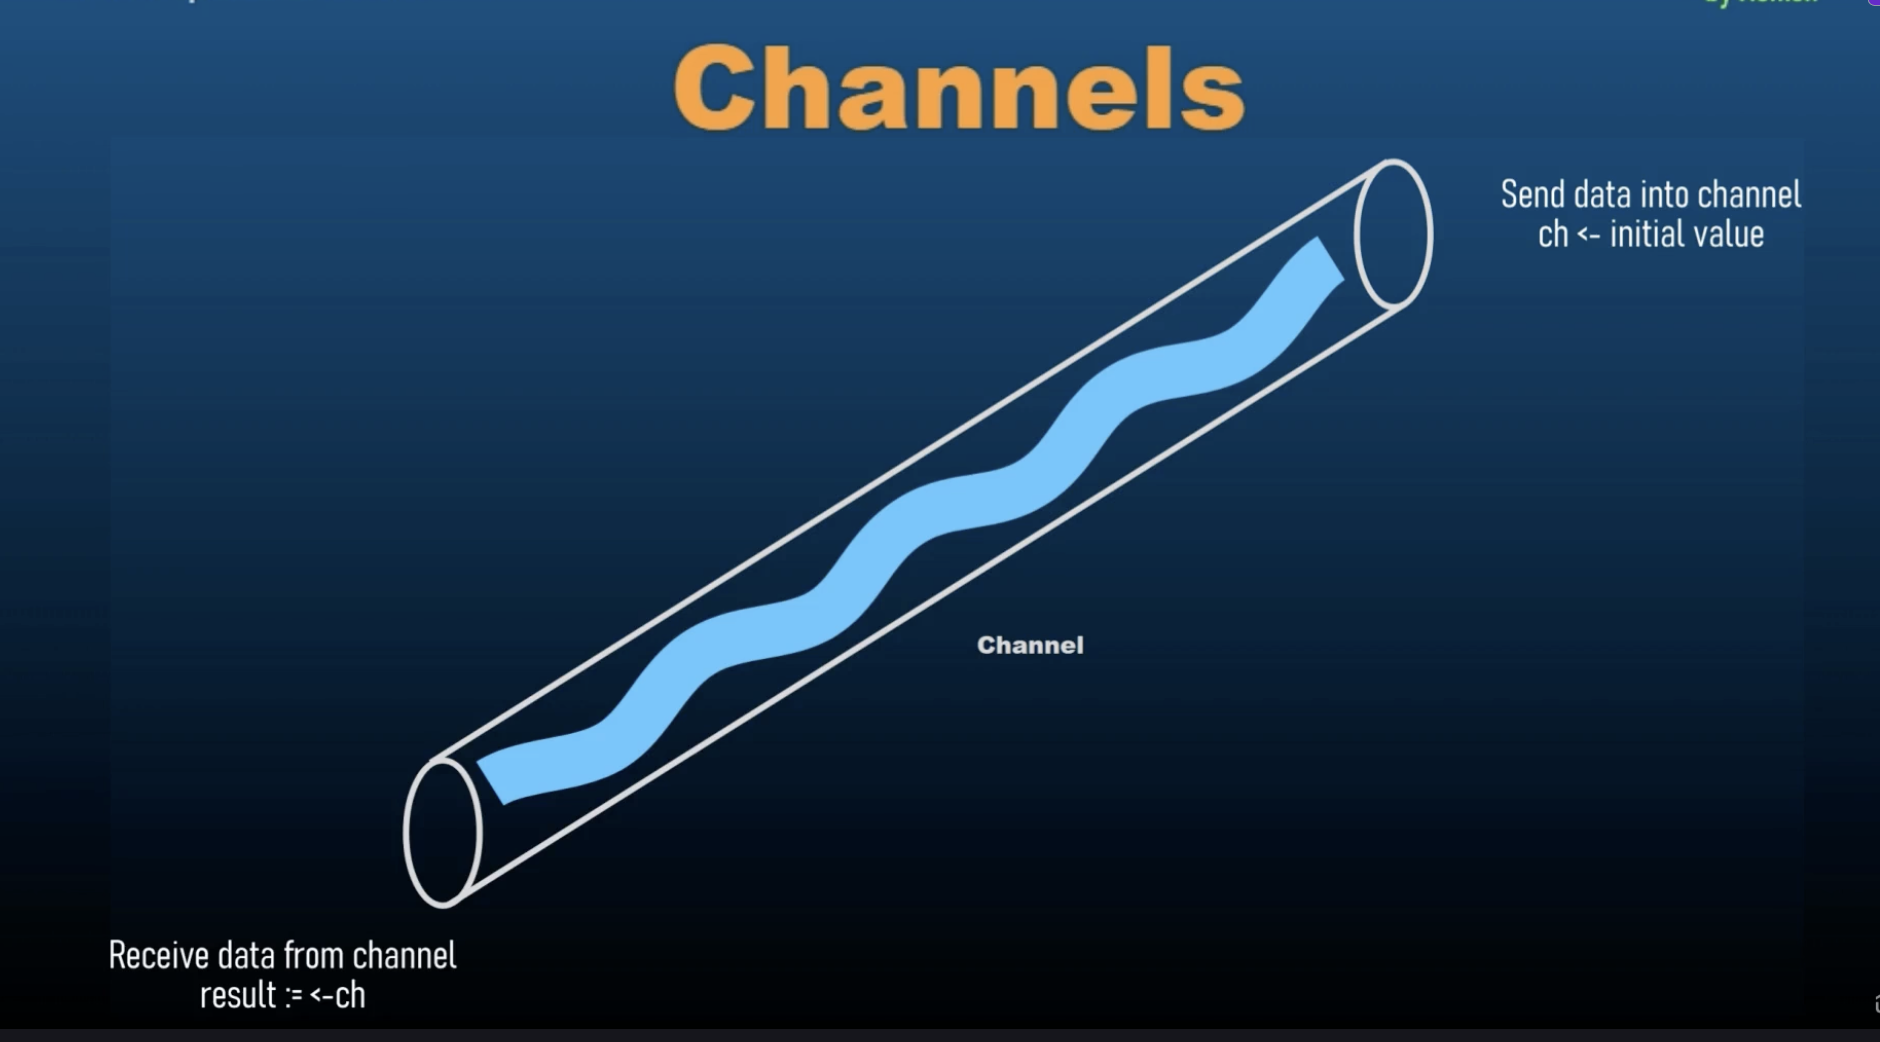 Channels
Send data into channel
ch <- initial value
Channel
Receive data from channel
result := <-ch